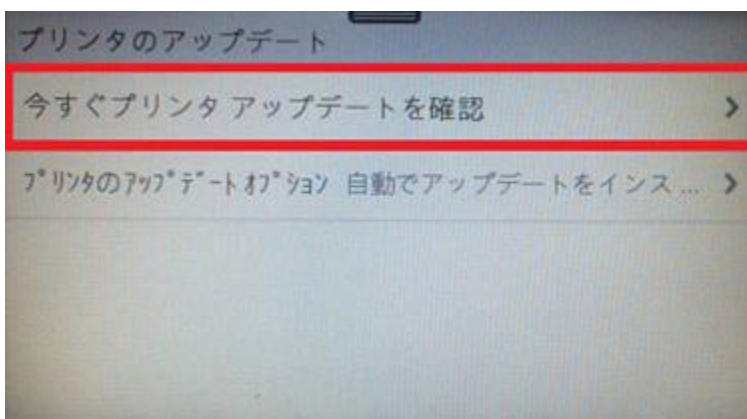 プリンタのアップデート
今すぐプリンタ アップデートを確認
ﾌﾟﾘﾝﾀのｱｯﾌﾟﾃﾞｰﾄ ｵﾌﾟｼｮﾝ 自動でアップデートをインス ...